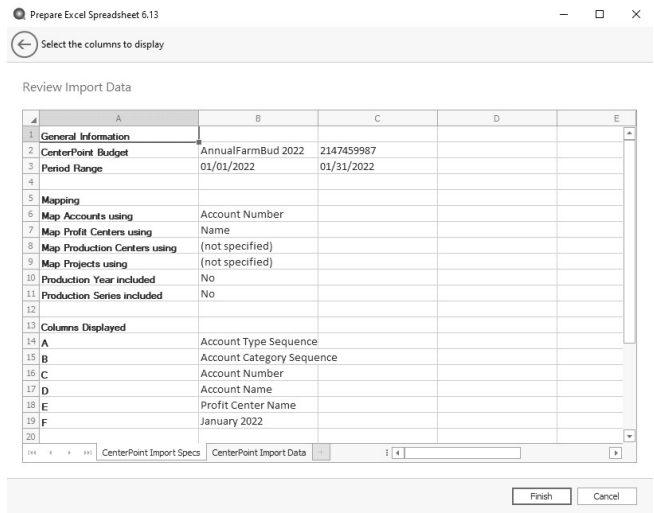 Prepare Excel Spreadsheet 6.13
Select the columns to display
Review Import Data
A B C D E
1 General Information
2 CenterPoint Budget AnnualFarmBud 2022 2147459987
3 Period Range 01/01/2022 01/31/2022
4
5 Mapping
6 Map Accounts using Account Number
7 Map Profit Centers using Name
8 Map Production Centers using (not specified)
9 Map Projects using (not specified)
10 Production Year included No
11 Production Series included No
12
13 Columns Displayed
14 A Account Type Sequence
15 B Account Category Sequence
16 C Account Number
17 D Account Name
18 E Profit Center Name
19 F January 2022
20
CenterPoint Import Specs CenterPoint Import Data +
Finish Cancel